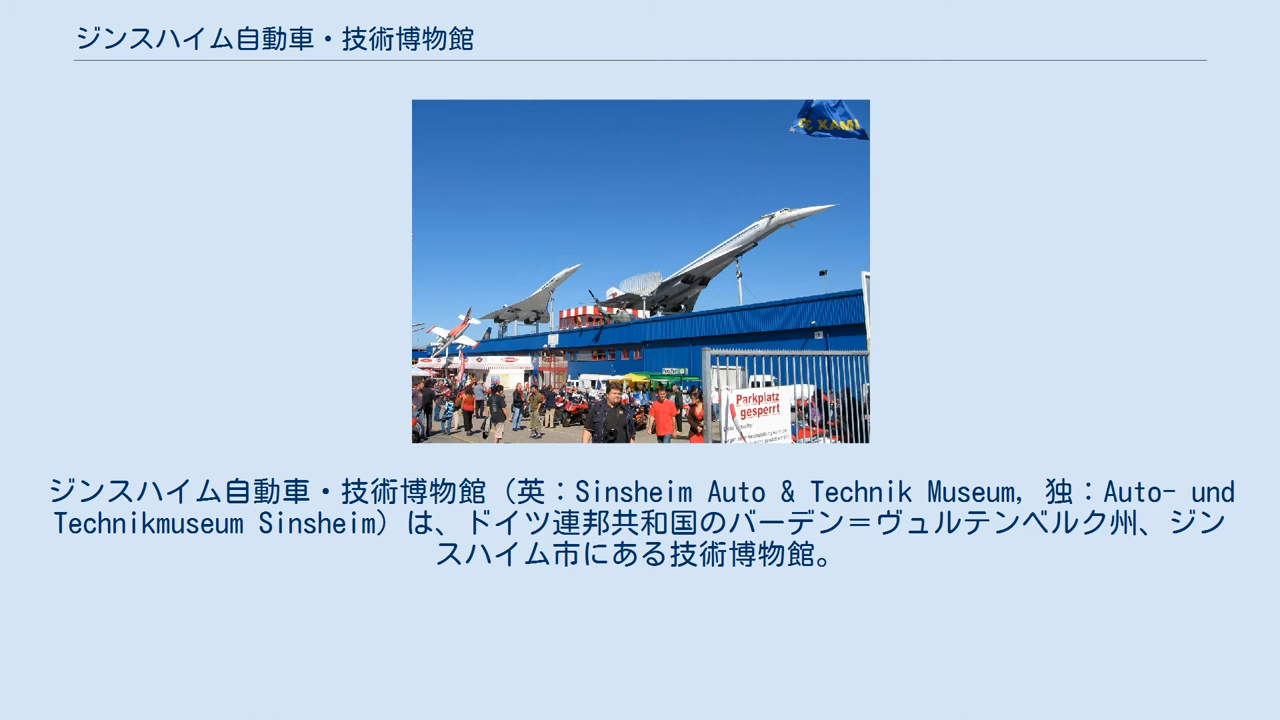 ジンスハイム自動車・技術博物館
XAMI
Parkplatz
gesperrt
ジンスハイム自動車・技術博物館（英：Sinsheim Auto & Technik Museum, 独：Auto- und
Technikmuseum Sinsheim）は、ドイツ連邦共和国のバーデン＝ヴュルテンベルク州、ジン
スハイム市にある技術博物館。